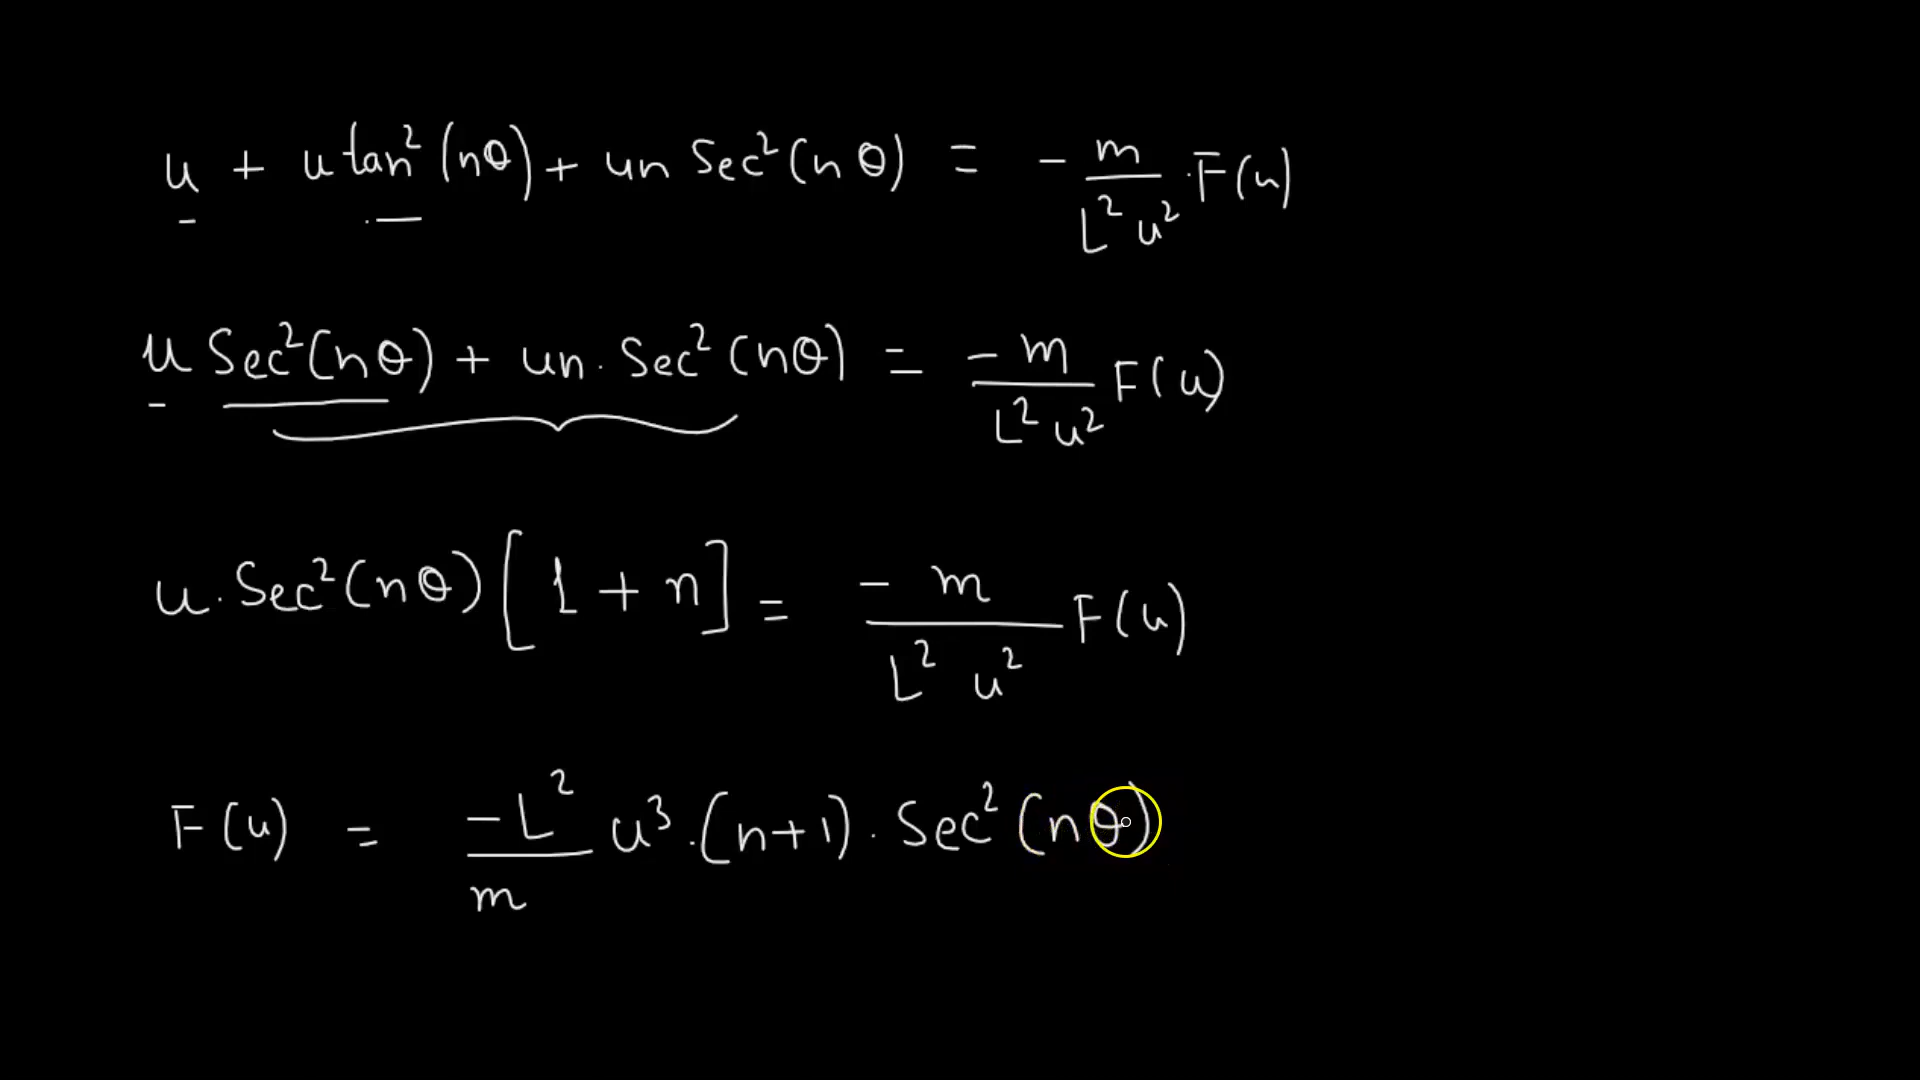 u + u tan²(nθ) + un Sec²(nθ) = - m/L²u² · F(u)
u Sec²(nθ) + un · Sec²(nθ) = -m/L²u² F(u)
u · Sec²(nθ) [1 + n] = -m/L² u² F(u)
F(u) = -L²/m u³ · (n+1) · Sec²(nθ)